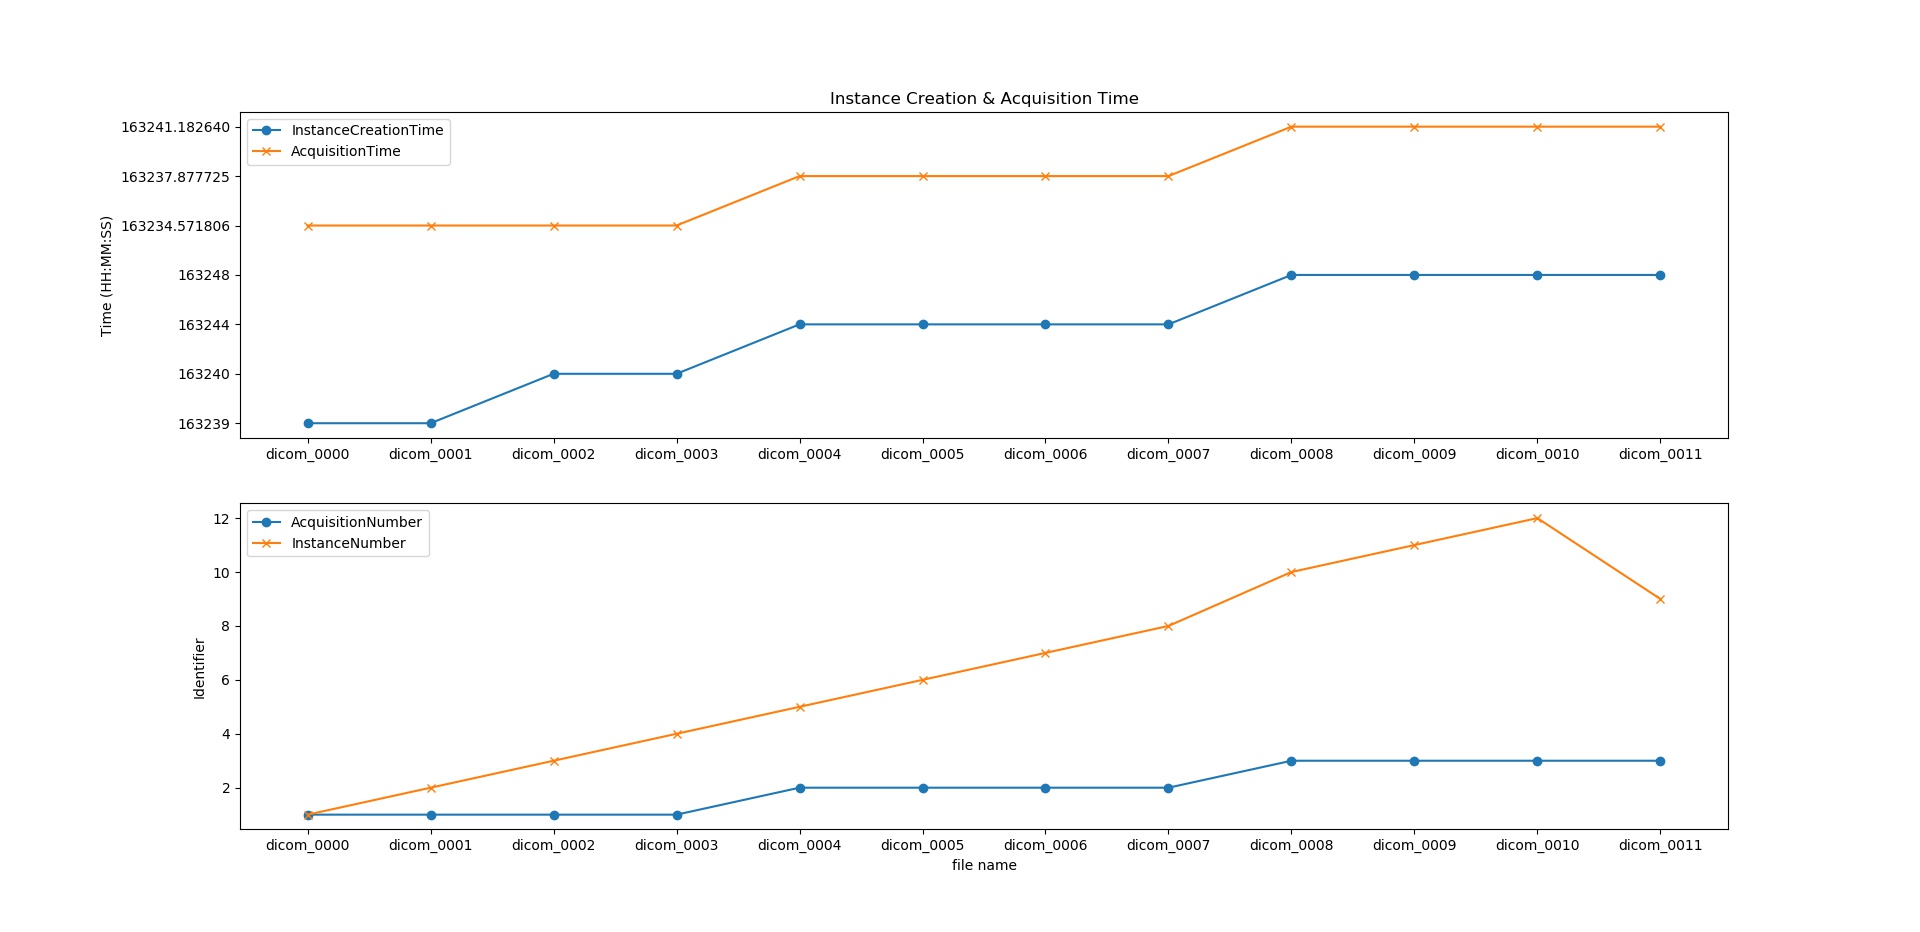 Instance Creation & Acquisition Time
InstanceCreationTime
AcquisitionTime
Time (HH:MM:SS)
163241.182640
163237.877725
163234.571806
163248
163244
163240
163239
dicom_0000 dicom_0001 dicom_0002 dicom_0003 dicom_0004 dicom_0005 dicom_0006 dicom_0007 dicom_0008 dicom_0009 dicom_0010 dicom_0011
AcquisitionNumber
InstanceNumber
Identifier
12
10
8
6
4
2
dicom_0000 dicom_0001 dicom_0002 dicom_0003 dicom_0004 dicom_0005 dicom_0006 dicom_0007 dicom_0008 dicom_0009 dicom_0010 dicom_0011
file name